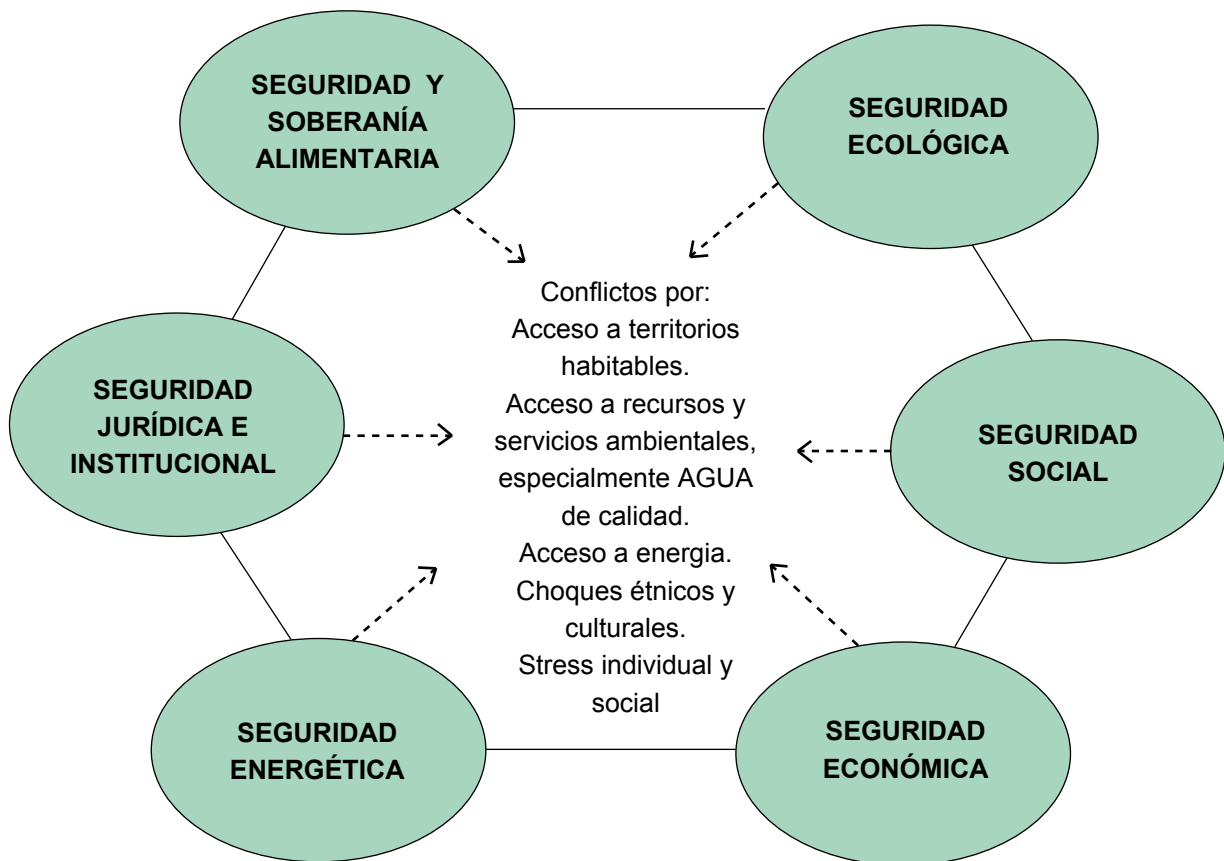 SEGURIDAD Y
SOBERANÍA
ALIMENTARIA
SEGURIDAD
ECOLÓGICA
Conflictos por:
Acceso a territorios
habitables.
Acceso a recursos y
servicios ambientales,
especialmente AGUA
de calidad.
Acceso a energia.
Choques étnicos y
culturales.
Stress individual y
social
SEGURIDAD
JURÍDICA E
INSTITUCIONAL
SEGURIDAD
SOCIAL
SEGURIDAD
ENERGÉTICA
SEGURIDAD
ECONÓMICA